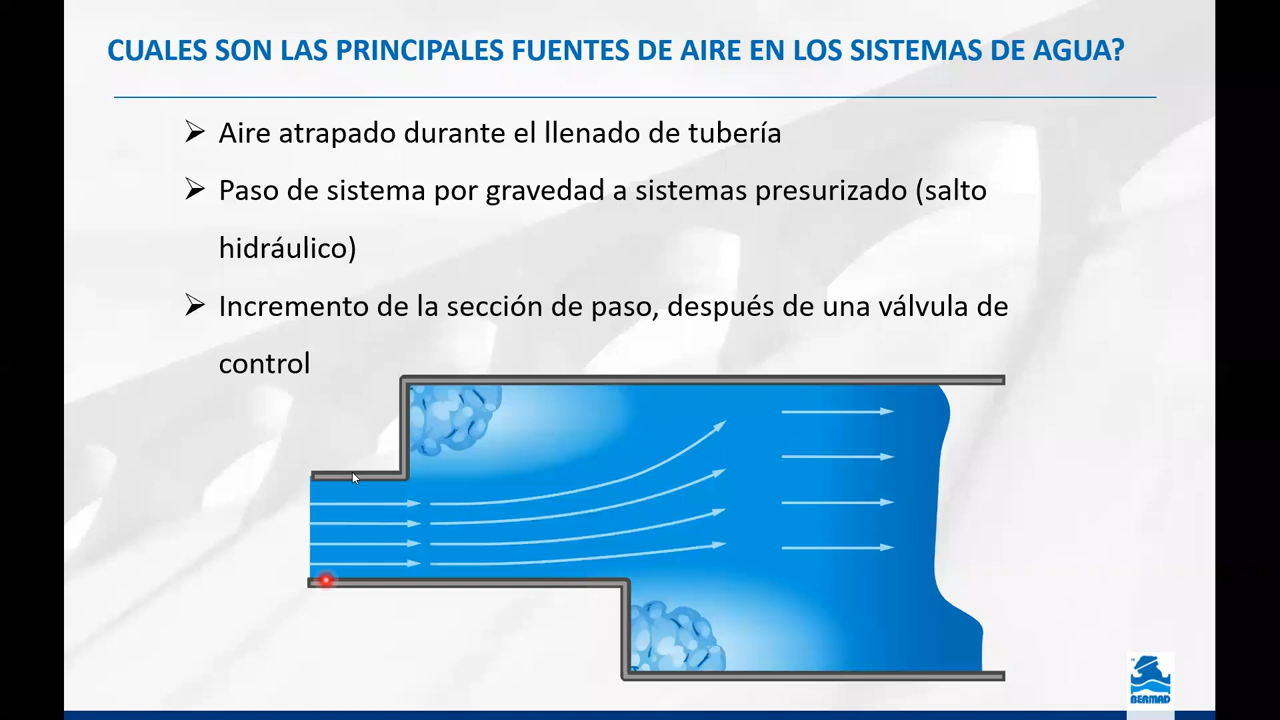 CUALES SON LAS PRINCIPALES FUENTES DE AIRE EN LOS SISTEMAS DE AGUA?
➢ Aire atrapado durante el llenado de tubería
➢ Paso de sistema por gravedad a sistemas presurizado (salto
hidráulico)
➢ Incremento de la sección de paso, después de una válvula de
control
BERMAD